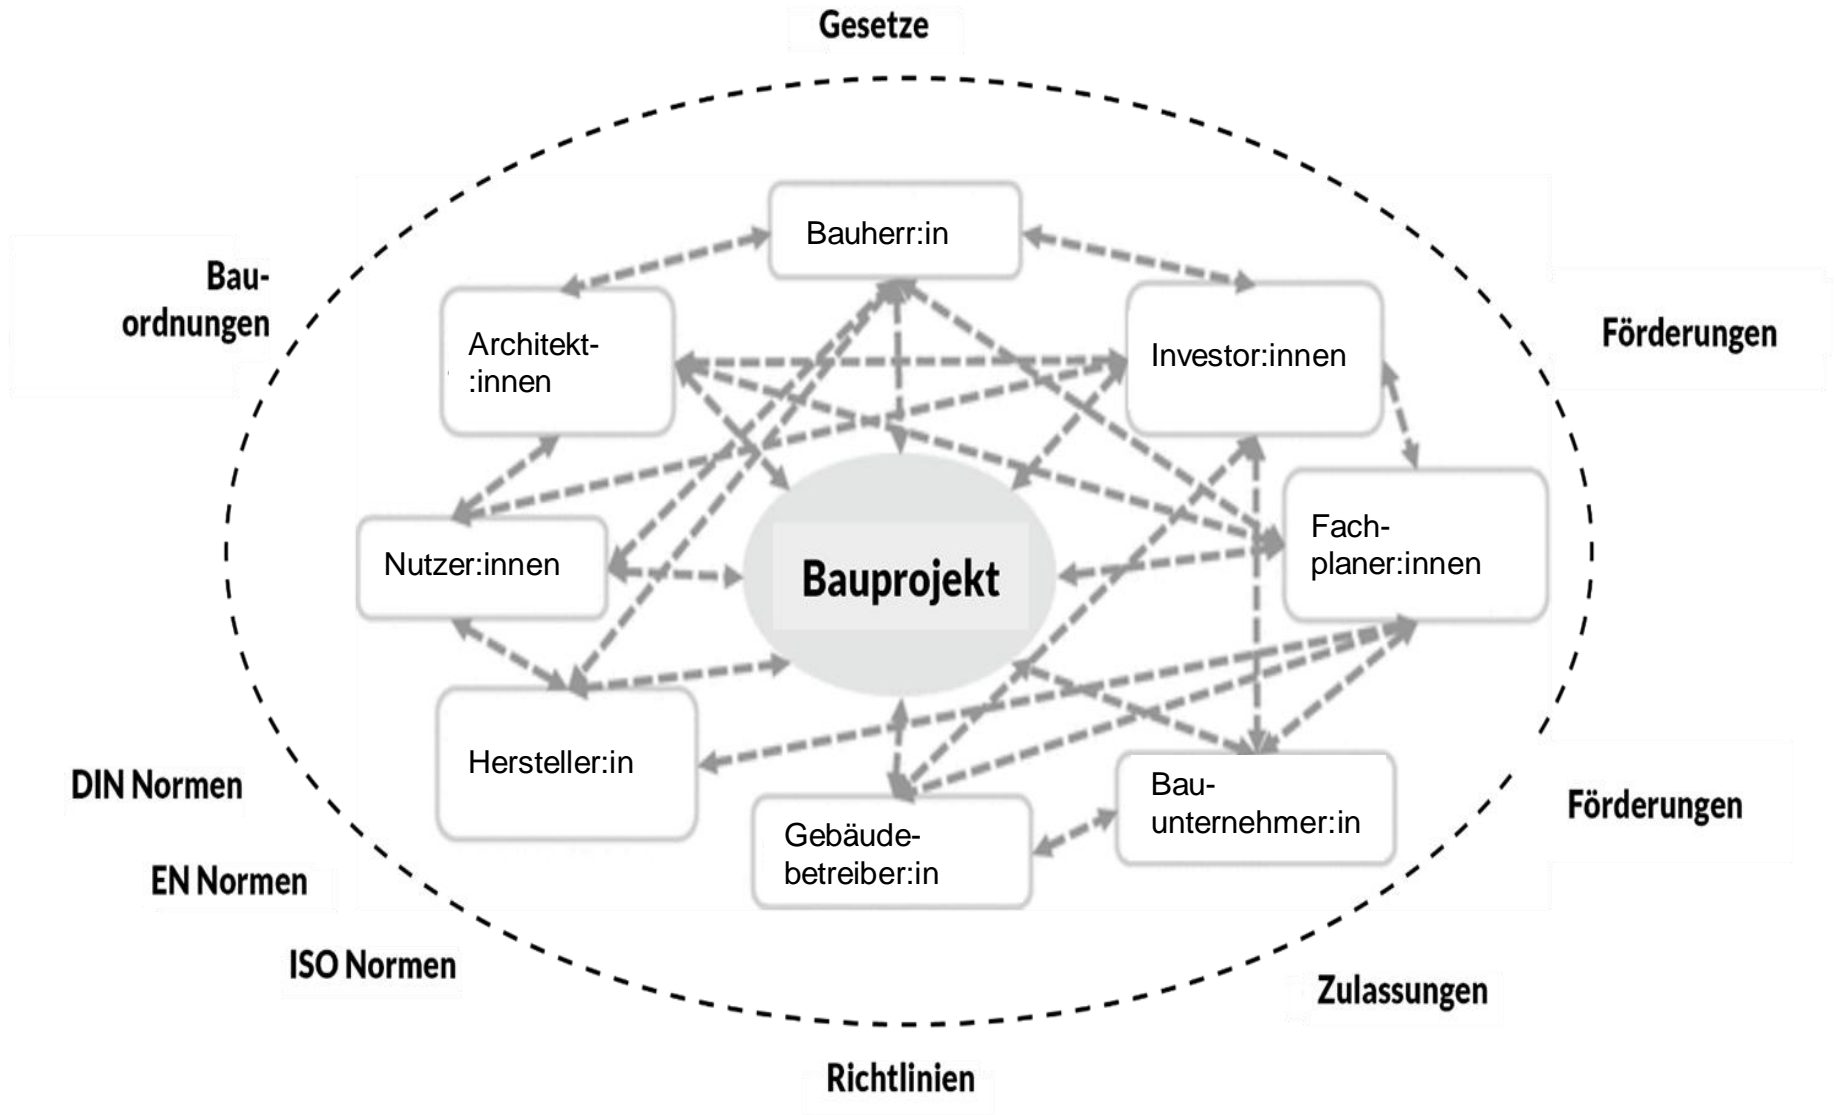 Gesetze
Bau-
ordnungen
Förderungen
Bauherr:in
Architekt-
:innen
Investor:innen
Nutzer:innen
Bauprojekt
Fach-
planer:innen
Hersteller:in
Gebäude-
betreiber:in
Bau-
unternehmer:in
DIN Normen
EN Normen
ISO Normen
Förderungen
Zulassungen
Richtlinien